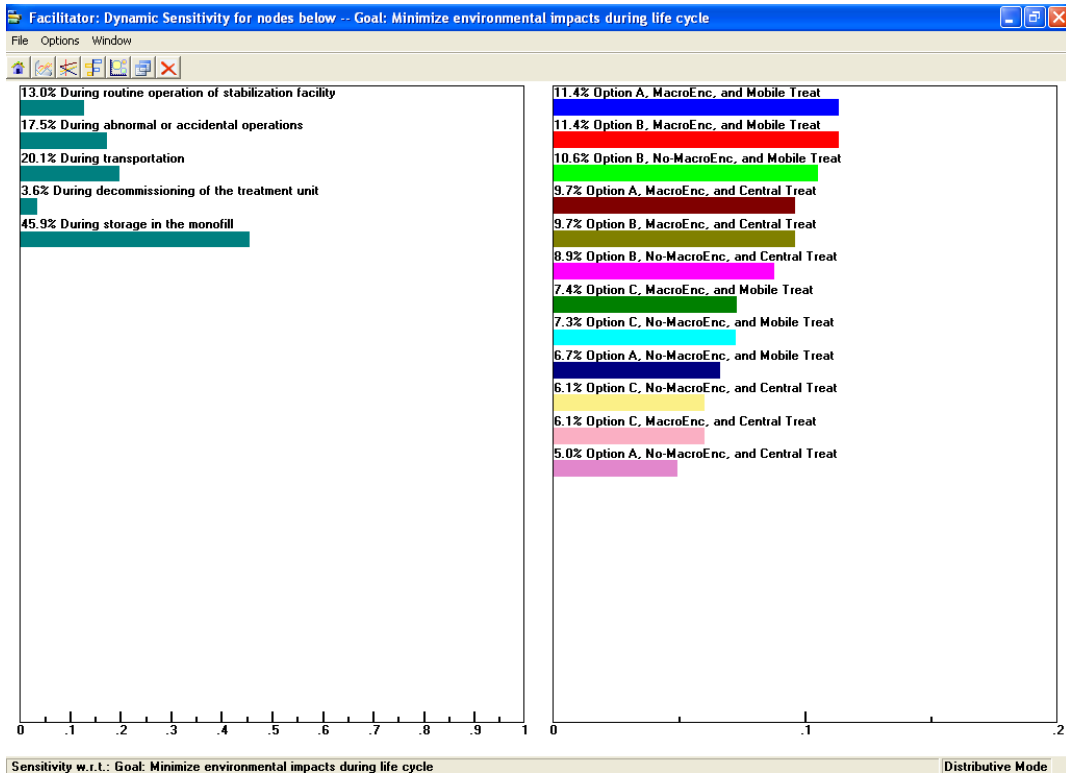 Facilitator: Dynamic Sensitivity for nodes below -- Goal: Minimize environmental impacts during life cycle
File Options Window
13.0% During routine operation of stabilization facility
17.5% During abnormal or accidental operations
20.1% During transportation
3.6% During decommissioning of the treatment unit
45.9% During storage in the monofill
0 .1 .2 .3 .4 .5 .6 .7 .8 .9 1
11.4% Option A, MacroEnc, and Mobile Treat
11.4% Option B, MacroEnc, and Mobile Treat
10.6% Option B, No-MacroEnc, and Mobile Treat
9.7% Option A, MacroEnc, and Central Treat
9.7% Option B, MacroEnc, and Central Treat
8.9% Option B, No-MacroEnc, and Central Treat
7.4% Option C, MacroEnc, and Mobile Treat
7.3% Option C, No-MacroEnc, and Mobile Treat
6.7% Option A, No-MacroEnc, and Mobile Treat
6.1% Option C, No-MacroEnc, and Central Treat
6.1% Option C, MacroEnc, and Central Treat
5.0% Option A, No-MacroEnc, and Central Treat
0 .1 .2
Sensitivity w.r.t.: Goal: Minimize environmental impacts during life cycle
Distributive Mode